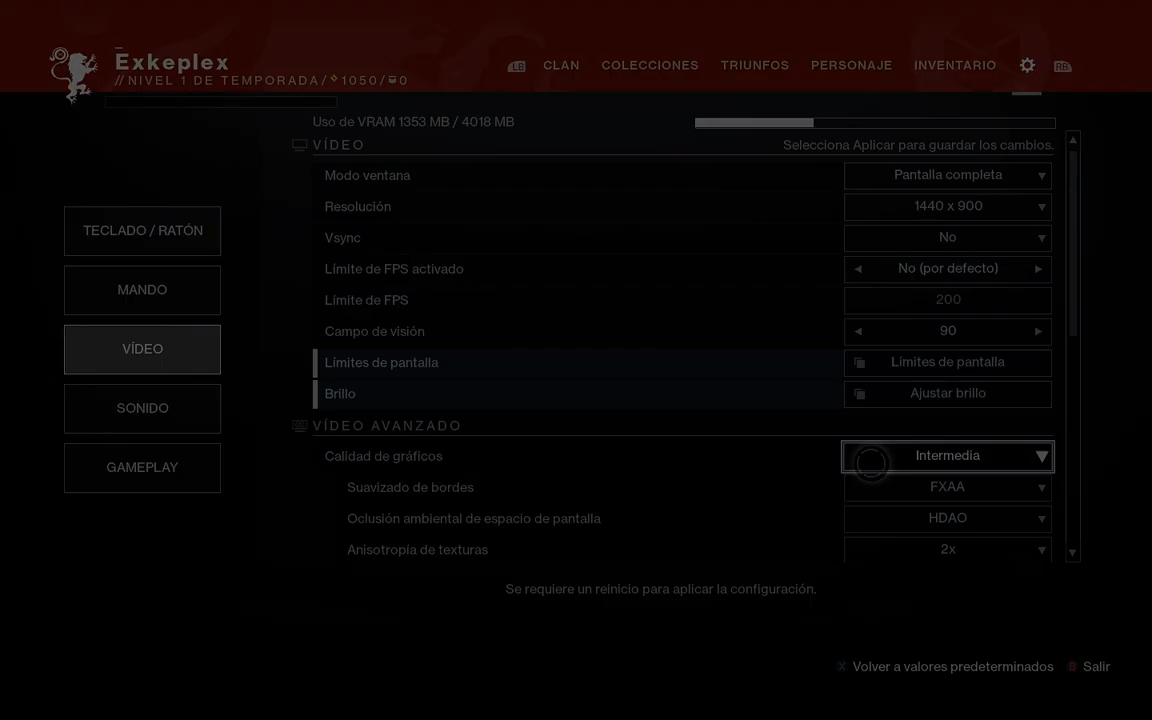 Exkeplex
//NIVEL 1 DE TEMPORADA/ 1050/ 0
LB CLAN COLECCIONES TRIUNFOS PERSONAJE INVENTARIO RB
Uso de VRAM 1353 MB / 4018 MB
VÍDEO Selecciona Aplicar para guardar los cambios.
Modo ventana Pantalla completa
Resolución 1440 x 900
Vsync No
Límite de FPS activado No (por defecto)
Límite de FPS 200
Campo de visión 90
Límites de pantalla Límites de pantalla
Brillo Ajustar brillo
VÍDEO AVANZADO
Calidad de gráficos Intermedia
Suavizado de bordes FXAA
Oclusión ambiental de espacio de pantalla HDAO
Anisotropía de texturas 2x
TECLADO / RATÓN
MANDO
VÍDEO
SONIDO
GAMEPLAY
Se requiere un reinicio para aplicar la configuración.
X Volver a valores predeterminados B Salir